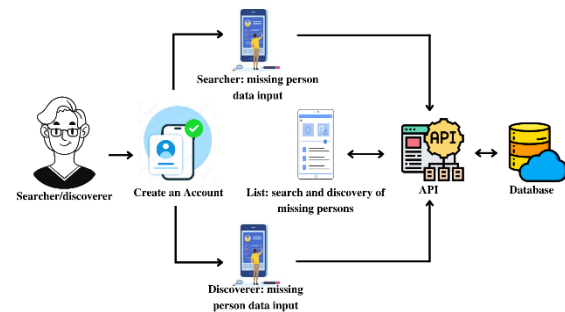 Searcher: missing person
data input
API
Searcher/discoverer
Create an Account
List: search and discovery of
missing persons
API
Database
Discoverer: missing
person data input